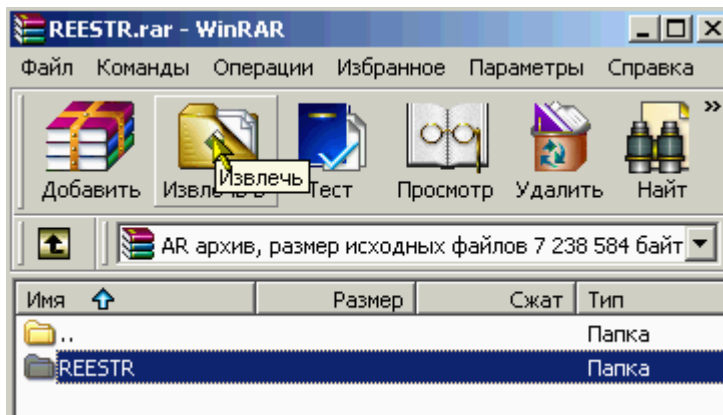 REESTR.rar - WinRAR
Файл Команды Операции Избранное Параметры Справка
»
Добавить Извлечь в Тест Просмотр Удалить Найт
Извлечь
AR архив, размер исходных файлов 7 238 584 байт
Имя Размер Сжат Тип
.. Папка
REESTR Папка